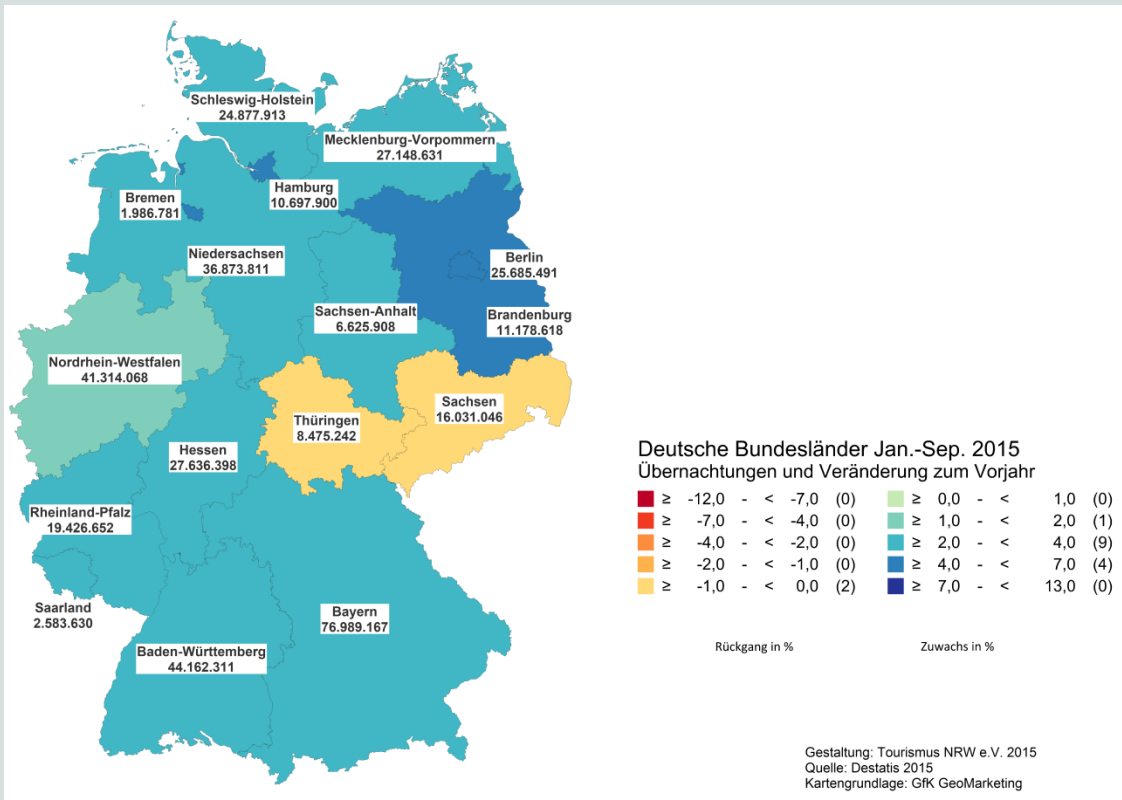 Schleswig-Holstein
24.877.913
Mecklenburg-Vorpommern
27.148.631
Hamburg
10.697.900
Bremen
1.986.781
Niedersachsen
36.873.811
Berlin
25.685.491
Sachsen-Anhalt
6.625.908
Brandenburg
11.178.618
Nordrhein-Westfalen
41.314.068
Sachsen
16.031.046
Thüringen
8.475.242
Hessen
27.636.398
Rheinland-Pfalz
19.426.652
Saarland
2.583.630
Bayern
76.989.167
Baden-Württemberg
44.162.311
Deutsche Bundesländer Jan.-Sep. 2015
Übernachtungen und Veränderung zum Vorjahr
≥ -12,0 - < -7,0 (0)
≥ -7,0 - < -4,0 (0)
≥ -4,0 - < -2,0 (0)
≥ -2,0 - < -1,0 (0)
≥ -1,0 - < 0,0 (2)
≥ 0,0 - < 1,0 (0)
≥ 1,0 - < 2,0 (1)
≥ 2,0 - < 4,0 (9)
≥ 4,0 - < 7,0 (4)
≥ 7,0 - < 13,0 (0)
Rückgang in %
Zuwachs in %
Gestaltung: Tourismus NRW e.V. 2015
Quelle: Destatis 2015
Kartengrundlage: GfK GeoMarketing